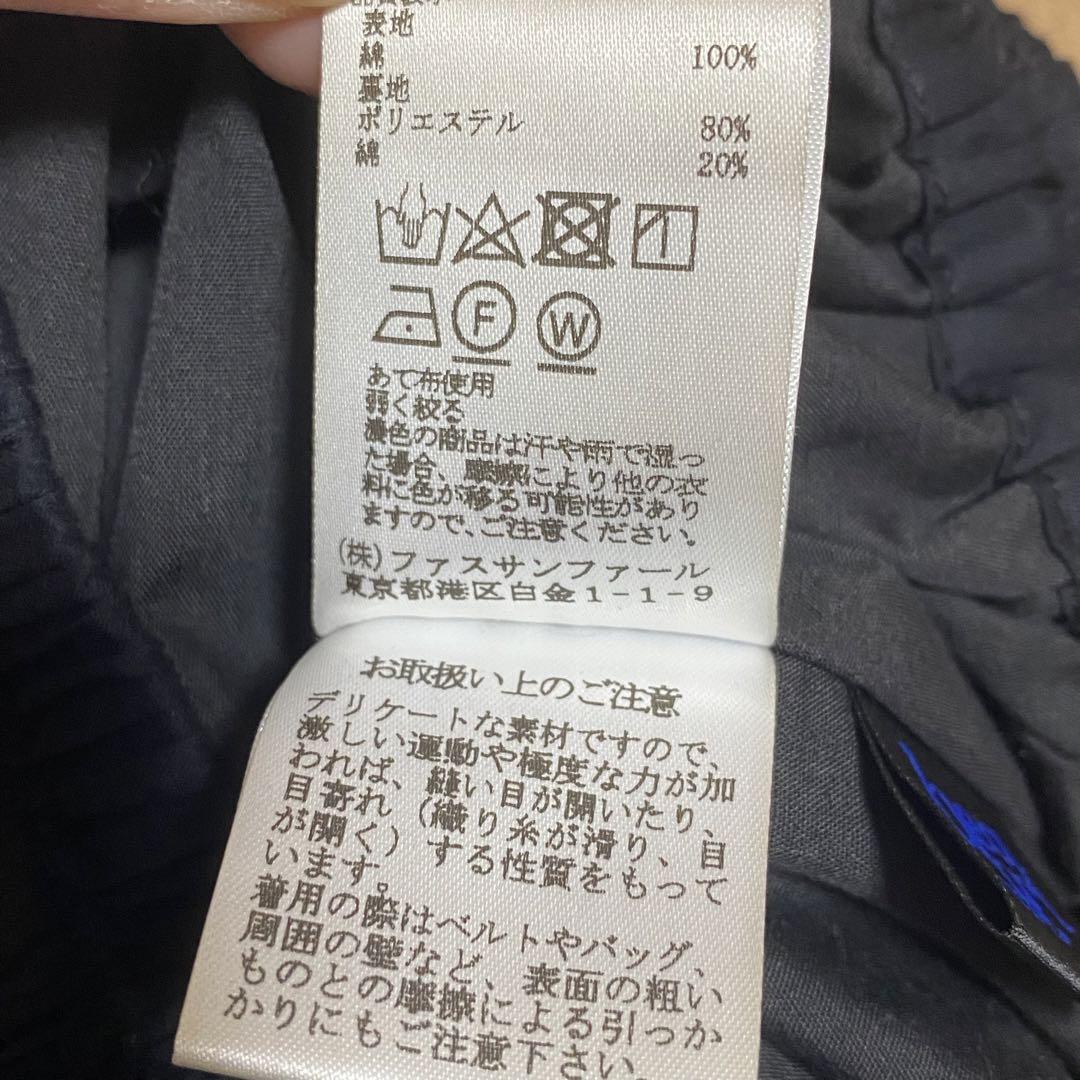 表地
綿 100%
裏地
ポリエステル 80%
綿 20%
F W
あて布使用
弱く絞る
濃色の商品は汗や雨で湿っ
た場合、摩擦により他の衣
料に色が移る可能性があり
ますので、ご注意ください。
(株)ファスサンファール
東京都港区白金1-1-9
お取扱い上のご注意
デリケートな素材ですので、
激しい運動や極度な力が加
われば、縫い目が開いたり、
目寄れ(織り糸が滑り、目
が開く)する性質をもって
います。
着用の際はベルトやバッグ、
周囲の壁など、表面の粗い
ものとの摩擦による引っか
かりにもご注意下さい。